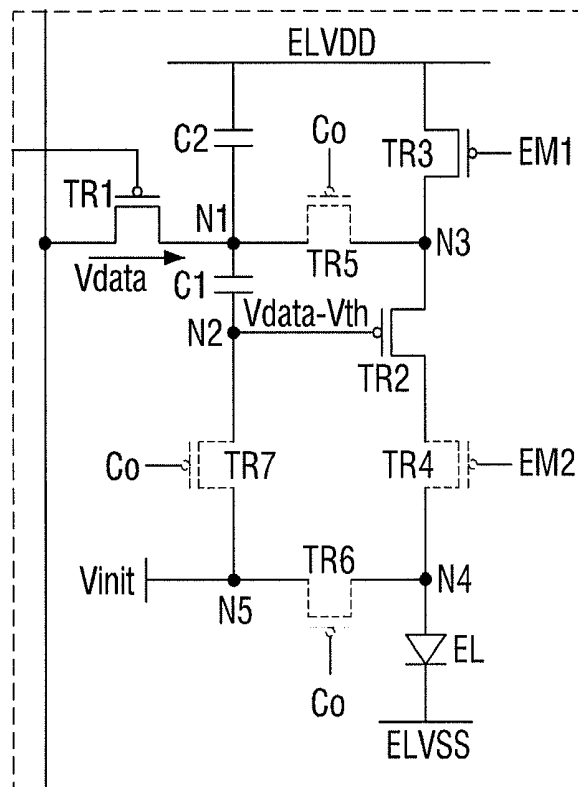 ELVDD
C2
Co
TR3
EM1
TR1
N1
N3
TR5
Vdata
C1
Vdata-Vth
N2
TR2
Co
TR7
TR4
EM2
TR6
Vinit
N4
N5
EL
Co
ELVSS